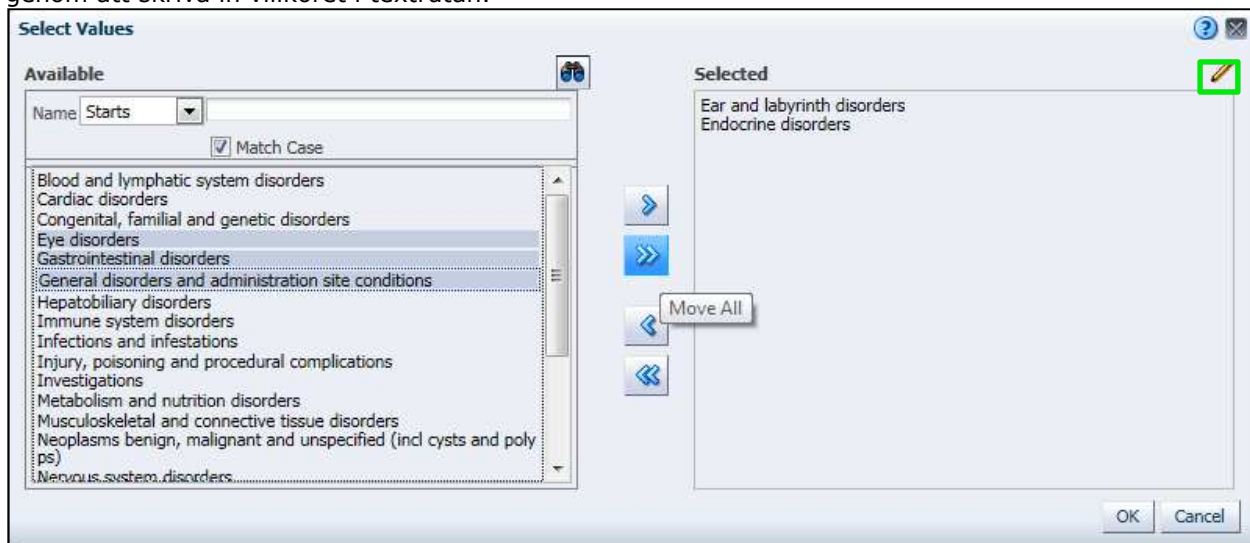 genom att skriva in villkoret i textrutan.
Select Values
Available
Selected
Name Starts
Match Case
Blood and lymphatic system disorders
Cardiac disorders
Congenital, familial and genetic disorders
Eye disorders
Gastrointestinal disorders
General disorders and administration site conditions
Hepatobiliary disorders
Immune system disorders
Infections and infestations
Injury, poisoning and procedural complications
Investigations
Metabolism and nutrition disorders
Musculoskeletal and connective tissue disorders
Neoplasms benign, malignant and unspecified (incl cysts and poly
ps)
Nervous system disorders
Move All
Ear and labyrinth disorders
Endocrine disorders
OK
Cancel